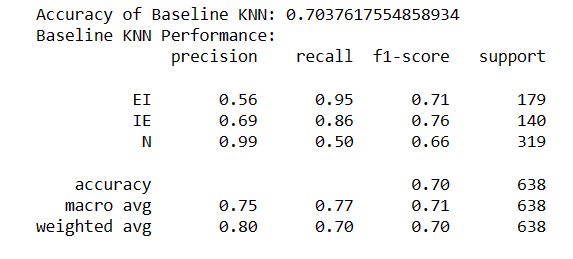 Accuracy of Baseline KNN: 0.7037617554858934
Baseline KNN Performance:
precision recall f1-score support
EI 0.56 0.95 0.71 179
IE 0.69 0.86 0.76 140
N 0.99 0.50 0.66 319
accuracy 0.70 638
macro avg 0.75 0.77 0.71 638
weighted avg 0.80 0.70 0.70 638